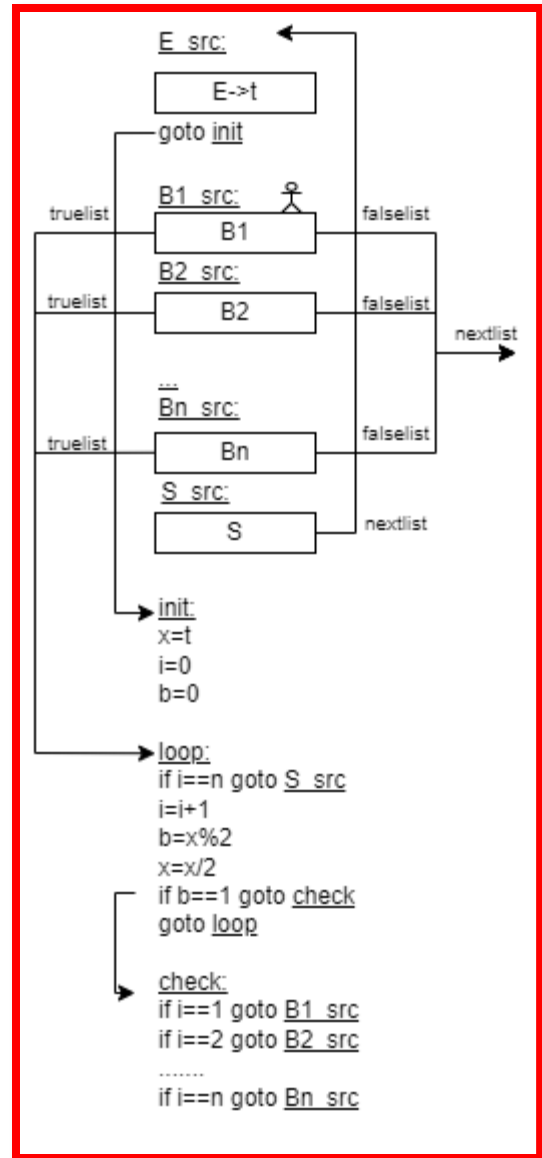 E_src:
E->t
goto init
B1_src:
truelist
falselist
B1
B2_src:
truelist
falselist
B2
nextlist
...
Bn_src:
truelist
falselist
Bn
S_src:
S
nextlist
init:
x=t
i=0
b=0
loop:
if i==n goto S_src
i=i+1
b=x%2
x=x/2
if b==1 goto check
goto loop
check:
if i==1 goto B1_src
if i==2 goto B2_src
.......
if i==n goto Bn_src